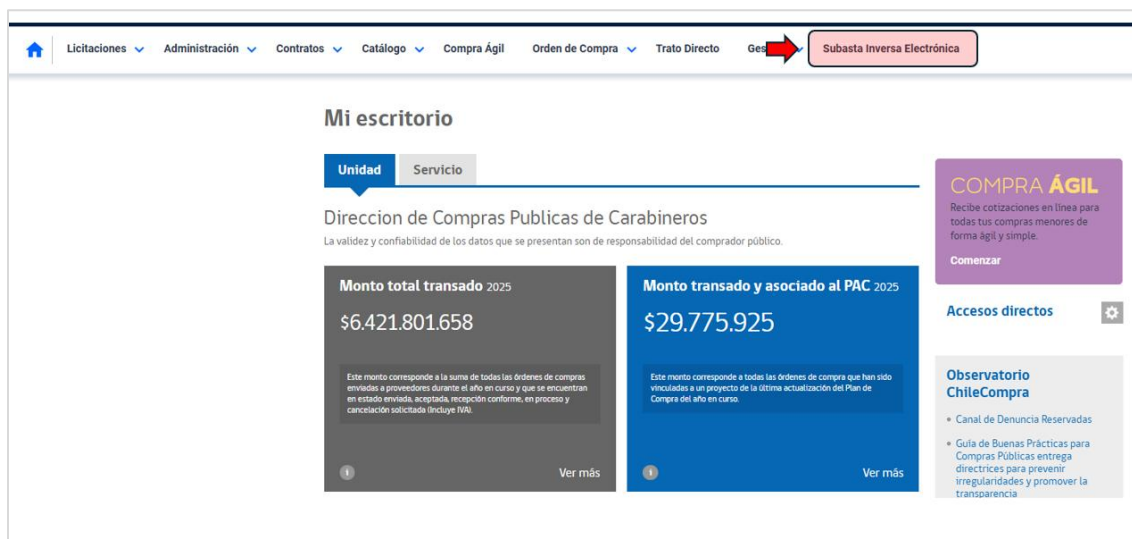 Licitaciones Administración Contratos Catálogo Compra Ágil Orden de Compra Trato Directo Ges Subasta Inversa Electrónica
Mi escritorio
Unidad Servicio
Direccion de Compras Publicas de Carabineros
La validez y confiabilidad de los datos que se presentan son de responsabilidad del comprador público.
Monto total transado 2025
$6.421.801.658
Este monto corresponde a la suma de todas las órdenes de compras
enviadas a proveedores durante el año en curso y que se encuentran
en estado enviada, aceptada, recepción conforme, en proceso y
cancelación solicitada (Incluye IVA).
Ver más
Monto transado y asociado al PAC 2025
$29.775.925
Este monto corresponde a todas las órdenes de compra que han sido
vinculadas a un proyecto de la última actualización del Plan de
Compra del año en curso.
Ver más
COMPRA ÁGIL
Recibe cotizaciones en línea para
todas tus compras menores de
forma ágil y simple.
Comenzar
Accesos directos
Observatorio
ChileCompra
• Canal de Denuncia Reservadas
• Guía de Buenas Prácticas para
Compras Públicas entrega
directrices para prevenir
irregularidades y promover la
transparencia